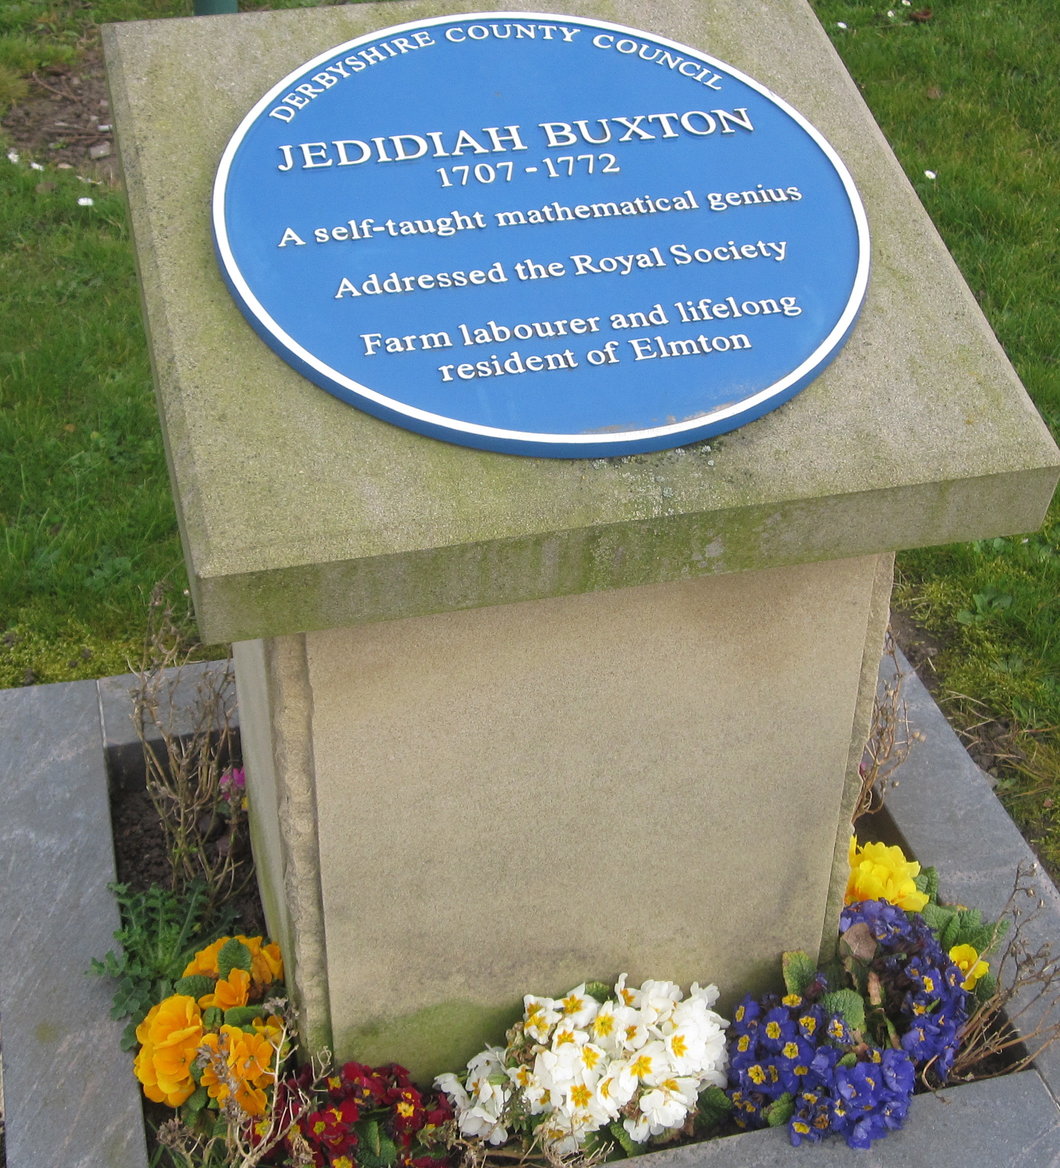 DERBYSHIRE COUNTY COUNCIL
JEDIDIAH BUXTON
1707 - 1772
A self-taught mathematical genius
Addressed the Royal Society
Farm labourer and lifelong
resident of Elmton